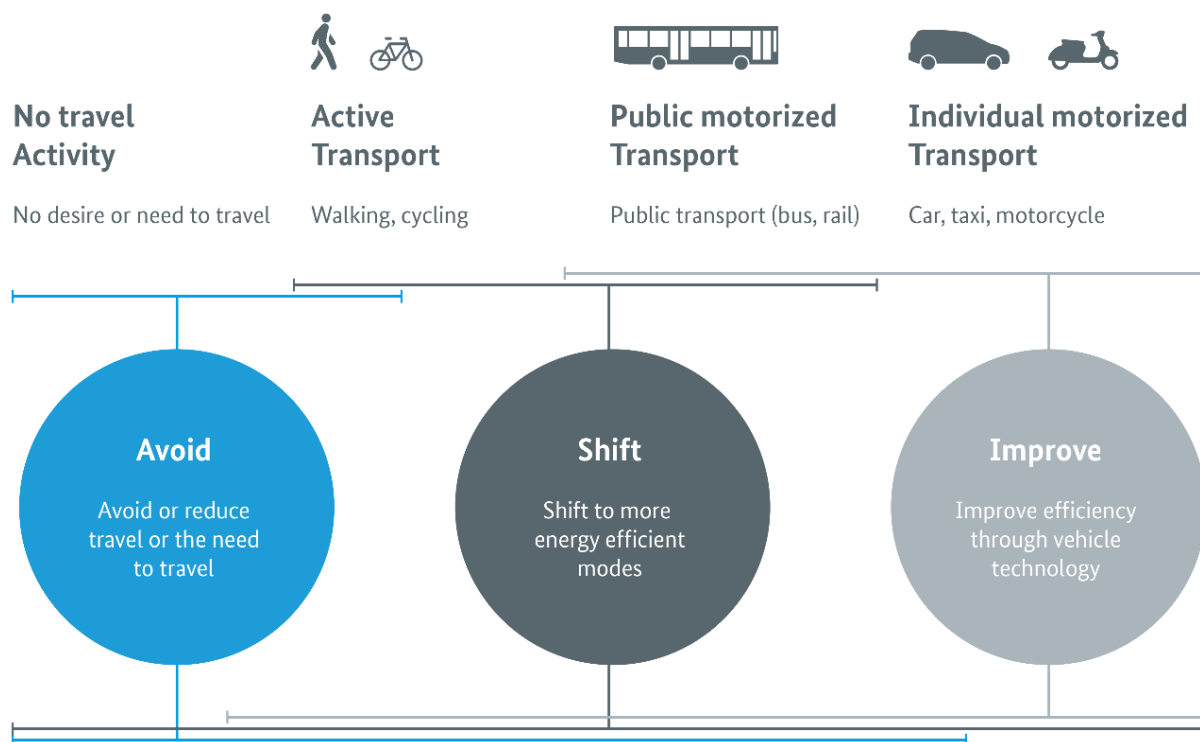 No travel
Activity
No desire or need to travel
Active
Transport
Walking, cycling
Public motorized
Transport
Public transport (bus, rail)
Individual motorized
Transport
Car, taxi, motorcycle
Avoid
Avoid or reduce
travel or the need
to travel
Shift
Shift to more
energy efficient
modes
Improve
Improve efficiency
through vehicle
technology